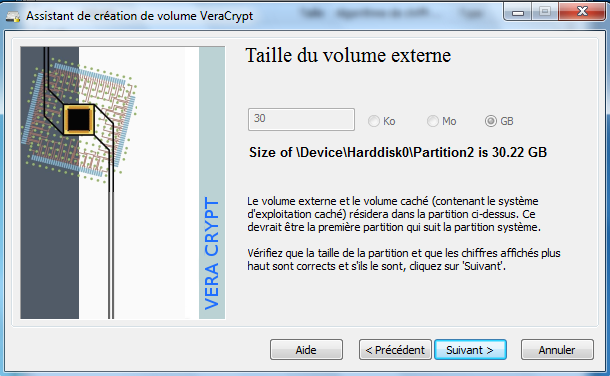 Assistant de création de volume VeraCrypt
Taille du volume externe
30 Ko Mo GB
Size of \Device\Harddisk0\Partition2 is 30.22 GB
Le volume externe et le volume caché (contenant le système
d'exploitation caché) résidera dans la partition ci-dessus. Ce
devrait être la première partition qui suit la partition système.
Vérifiez que la taille de la partition et que les chiffres affichés plus
haut sont corrects et s'ils le sont, cliquez sur 'Suivant'.
VERA CRYPT
Aide < Précédent Suivant > Annuler